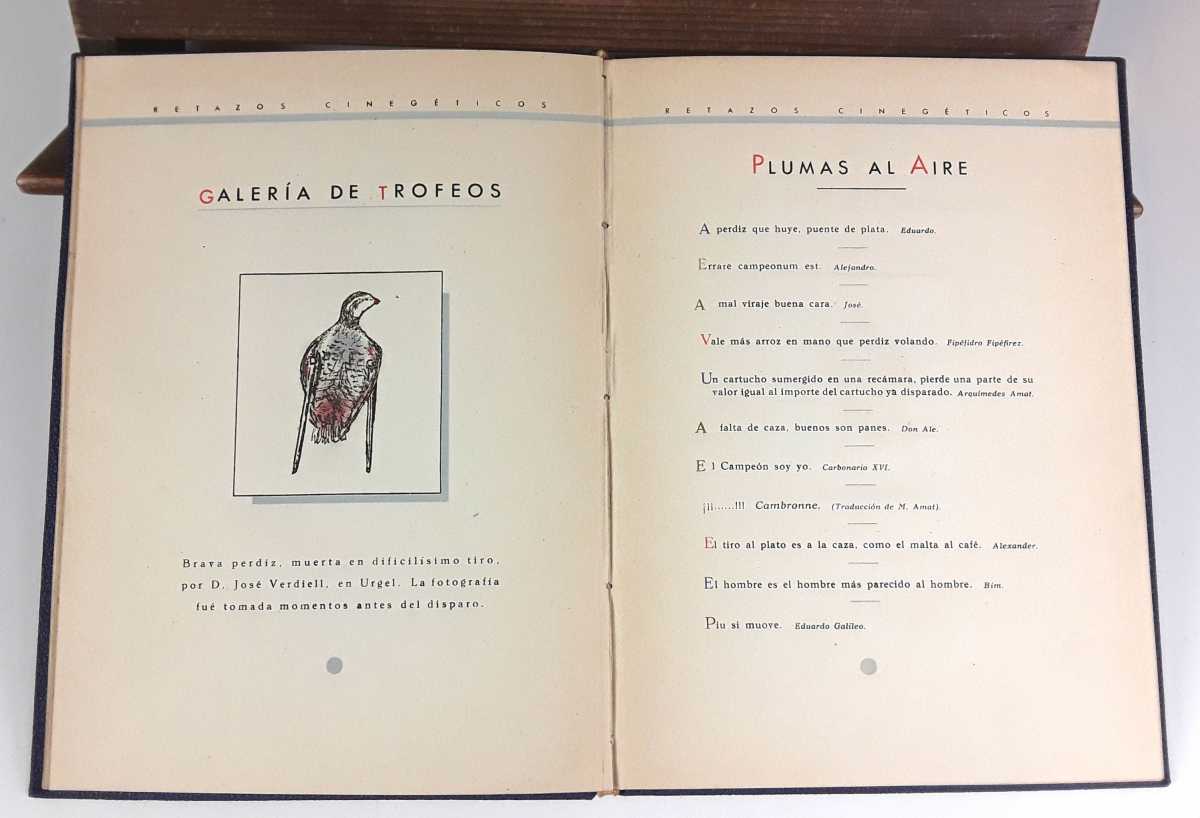 RETAZOS CINEGÉTICOS
GALERÍA DE TROFEOS
Brava perdiz, muerta en dificilísimo tiro,
por D. José Verdiell, en Urgel. La fotografía
fué tomada momentos antes del disparo.
RETAZOS CINEGÉTICOS
PLUMAS AL AIRE
A perdiz que huye, puente de plata. Eduardo.
Errare campeonum est. Alejandro.
A mal viraje buena cara. José.
Vale más arroz en mano que perdiz volando. Fipéfidro Fipéfirez.
Un cartucho sumergido en una recámara, pierde una parte de su
valor igual al importe del cartucho ya disparado. Arquímedes Amat.
A falta de caza, buenos son panes. Don Ale.
El Campeón soy yo. Carbonario XVI.
¡¡¡......!!! Cambronne. (Traducción de M. Amat).
El tiro al plato es a la caza, como el malta al café. Alexander.
El hombre es el hombre más parecido al hombre. Bim.
Piu si muove. Eduardo Galileo.